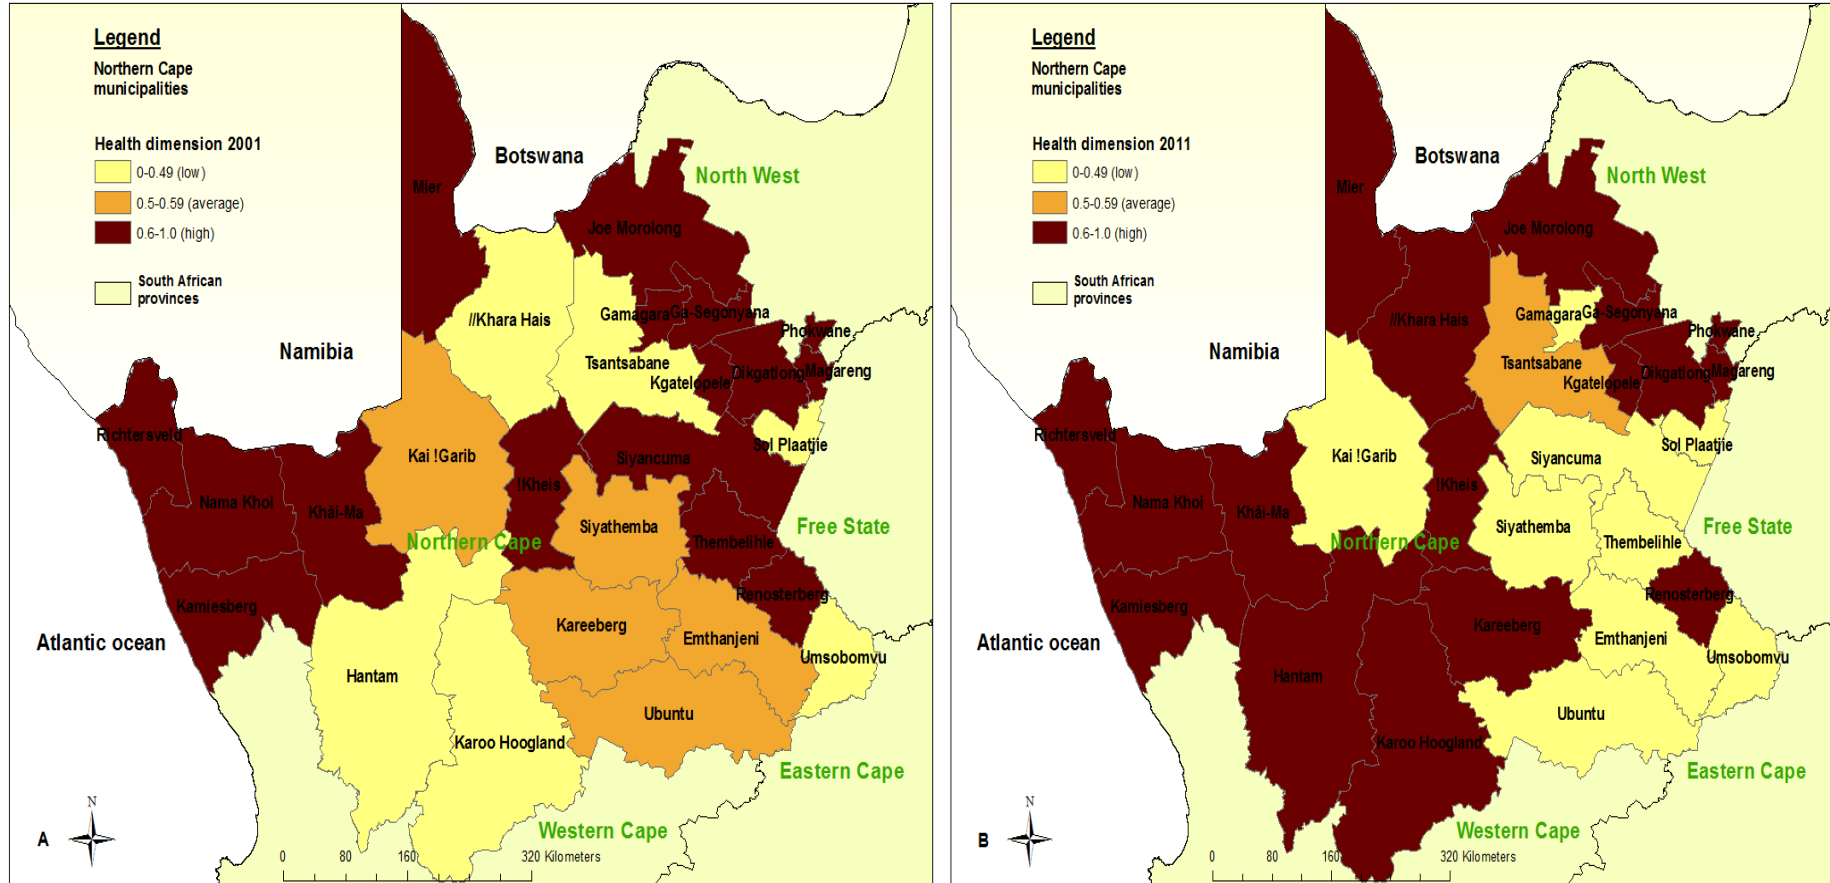 Legend
Northern Cape
municipalities
Health dimension 2001
0-0.49 (low)
0.5-0.59 (average)
0.6-1.0 (high)
South African
provinces
Botswana
North West
Mier
Joe Morolong
//Khara Hais
Gamagara
Ga-Segonyana
Phokwane
Namibia
Tsantsabane
Kgatelopele
Dikgatlong
Magareng
Richtersveld
Kai !Garib
Sol Plaatjie
Siyancuma
!Kheis
Nama Khoi
Khâi-Ma
Siyathemba
Free State
Northern Cape
Thembelihle
Kamiesberg
Renosterberg
Kareeberg
Emthanjeni
Atlantic ocean
Umsobomvu
Hantam
Ubuntu
Karoo Hoogland
Eastern Cape
N
A
Western Cape
0 80 160 320 Kilometers
Legend
Northern Cape
municipalities
Health dimension 2011
0-0.49 (low)
0.5-0.59 (average)
0.6-1.0 (high)
South African
provinces
Botswana
North West
Mier
Joe Morolong
//Khara Hais
Gamagara
Ga-Segonyana
Phokwane
Namibia
Tsantsabane
Kgatelopele
Dikgatlong
Magareng
Richtersveld
Kai !Garib
Sol Plaatjie
Siyancuma
!Kheis
Nama Khoi
Khâi-Ma
Siyathemba
Free State
Northern Cape
Thembelihle
Kamiesberg
Renosterberg
Kareeberg
Emthanjeni
Atlantic ocean
Umsobomvu
Hantam
Ubuntu
Karoo Hoogland
Eastern Cape
N
B
Western Cape
0 80 160 320 Kilometers